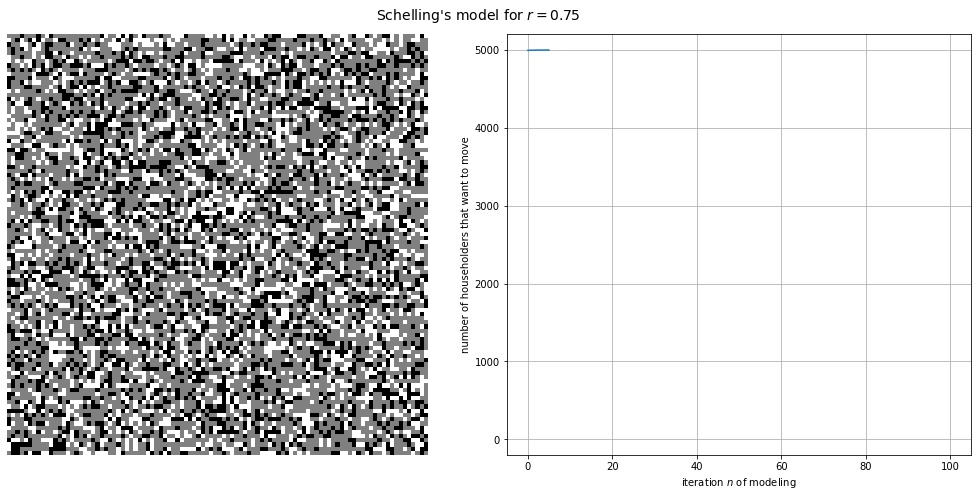 Schelling's model for r = 0.75
5000
4000
3000
2000
1000
0
number of householders that want to move
0 20 40 60 80 100
iteration n of modeling